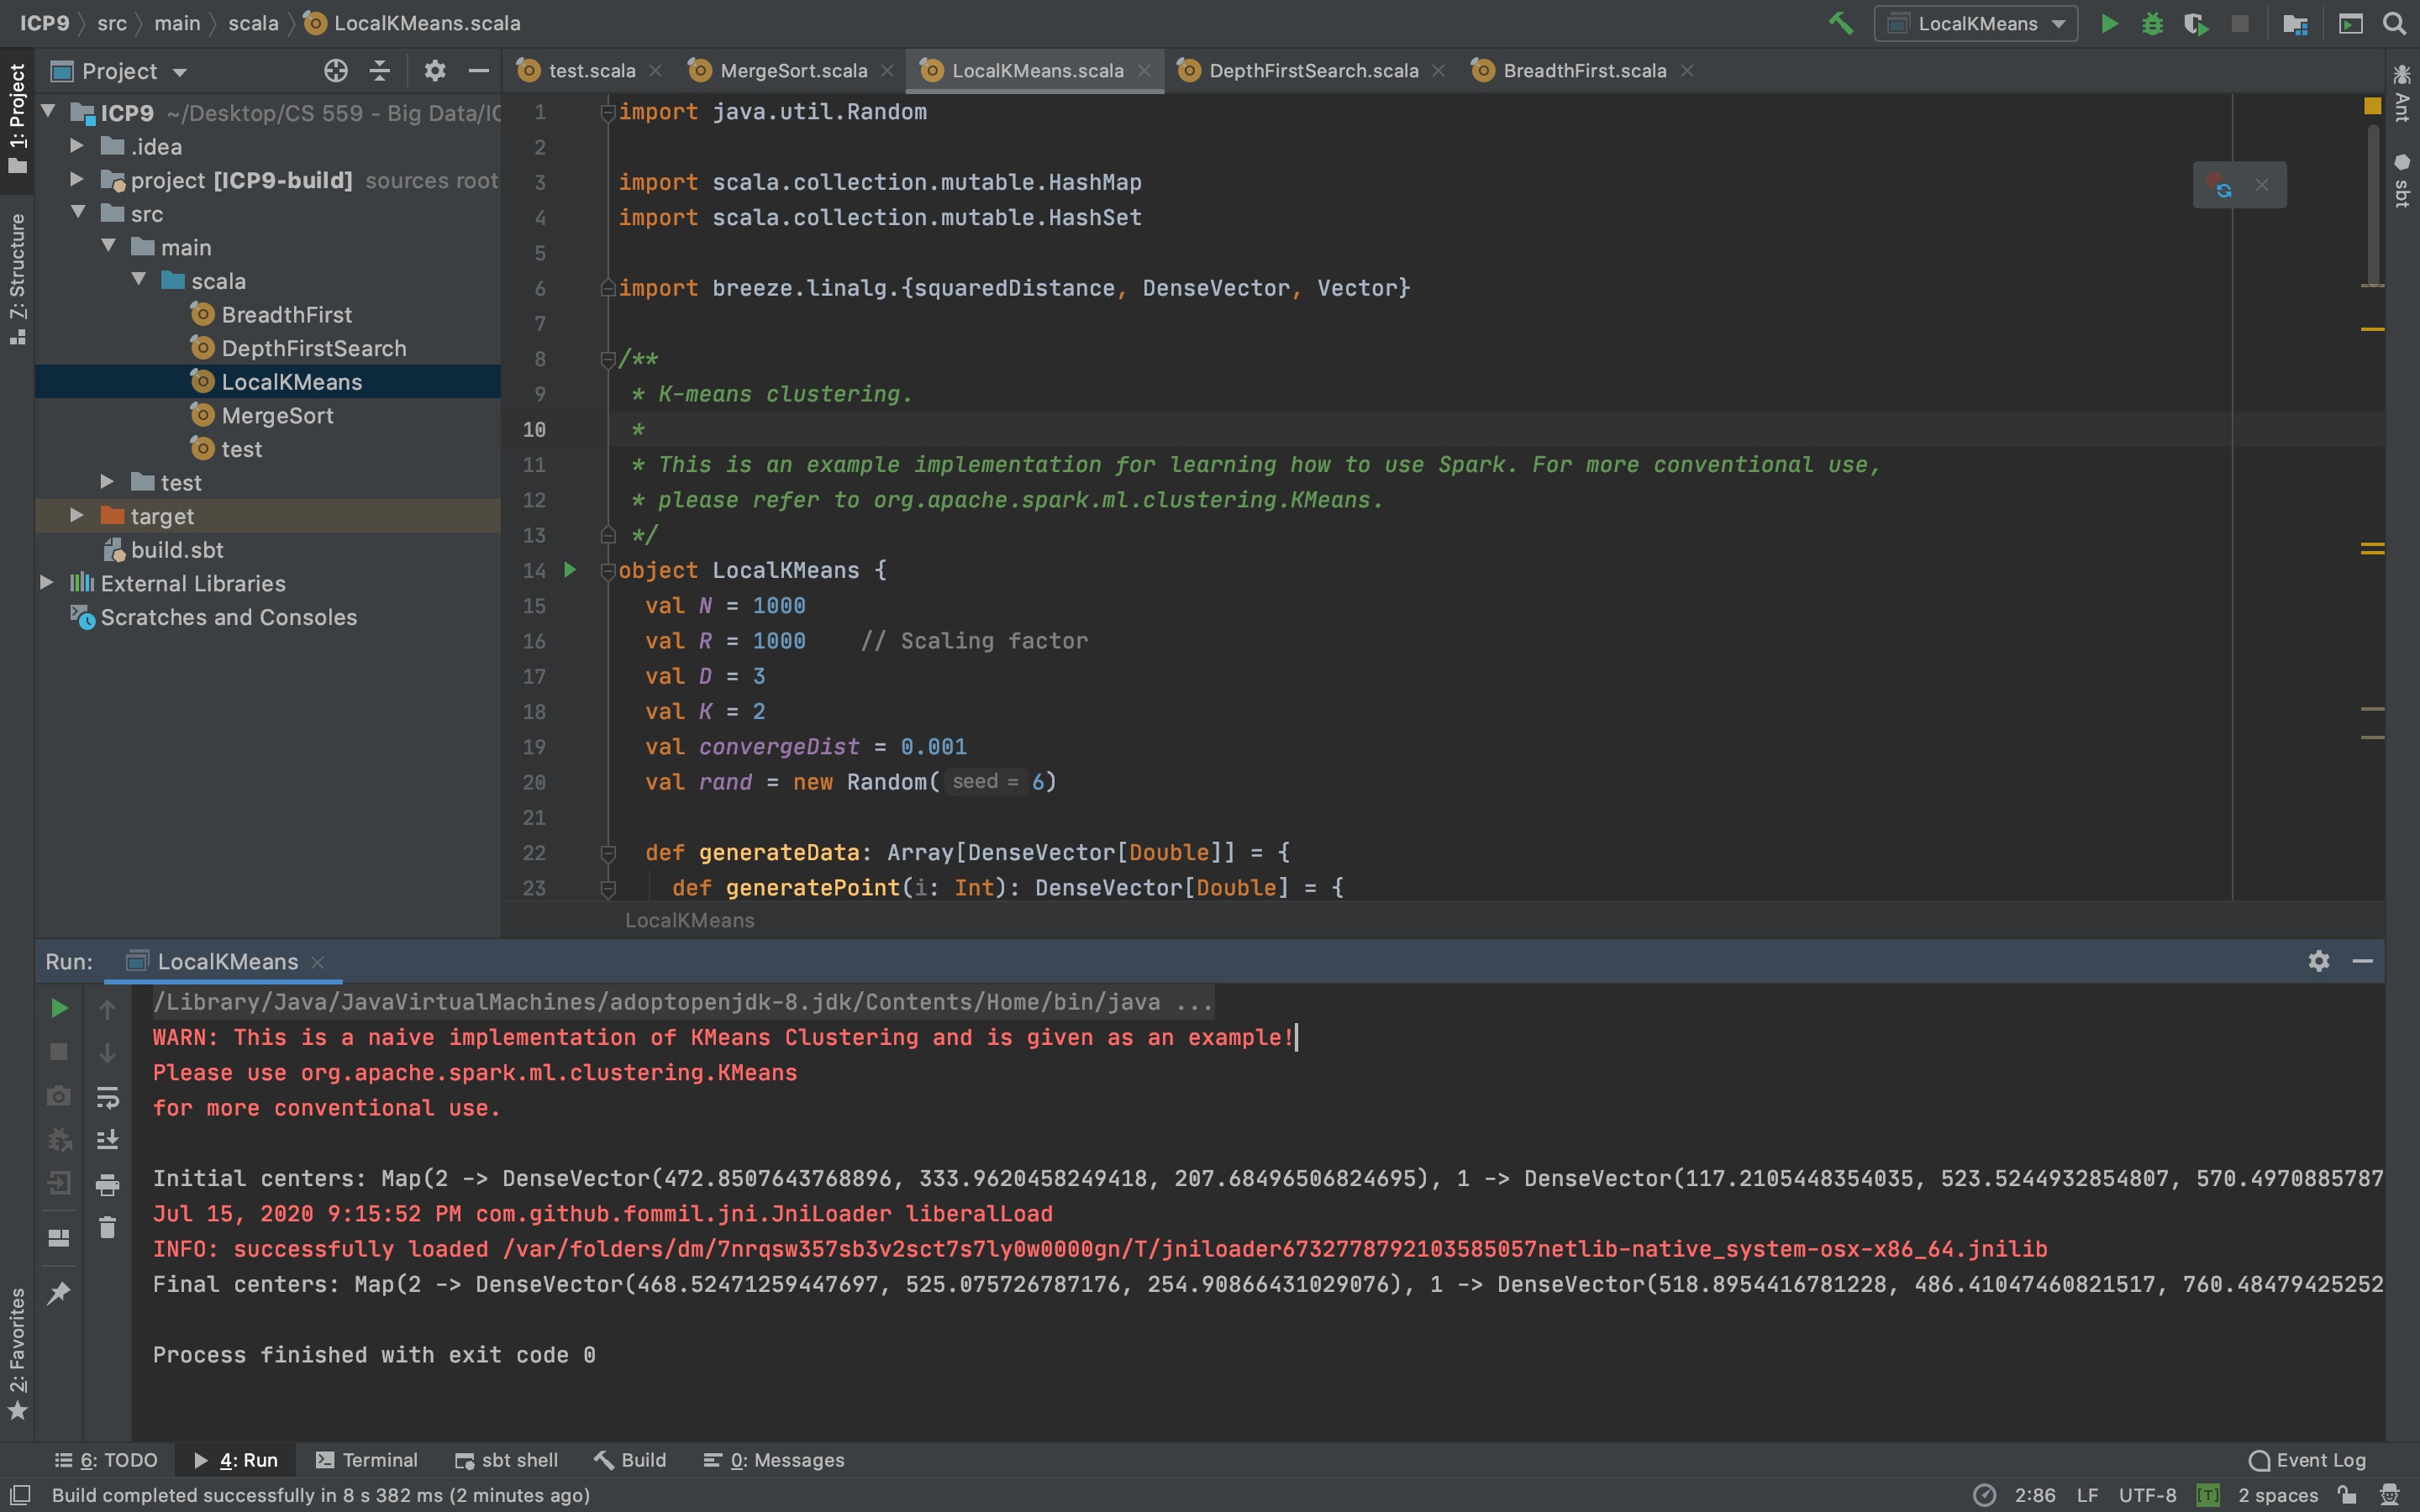 ICP9 src main scala LocalKMeans.scala
LocalKMeans
1: Project
7: Structure
2: Favorites
Ant
sbt
Project
ICP9 ~/Desktop/CS 559 - Big Data/IC
.idea
project [ICP9-build] sources root
src
main
scala
BreadthFirst
DepthFirstSearch
LocalKMeans
MergeSort
test
test
target
build.sbt
External Libraries
Scratches and Consoles
test.scala MergeSort.scala LocalKMeans.scala DepthFirstSearch.scala BreadthFirst.scala
1 import java.util.Random
2
3 import scala.collection.mutable.HashMap
4 import scala.collection.mutable.HashSet
5
6 import breeze.linalg.{squaredDistance, DenseVector, Vector}
7
8 /**
9 * K-means clustering.
10 *
11 * This is an example implementation for learning how to use Spark. For more conventional use,
12 * please refer to org.apache.spark.ml.clustering.KMeans.
13 */
14 object LocalKMeans {
15 val N = 1000
16 val R = 1000 // Scaling factor
17 val D = 3
18 val K = 2
19 val convergeDist = 0.001
20 val rand = new Random( seed = 6)
21
22 def generateData: Array[DenseVector[Double]] = {
23 def generatePoint(i: Int): DenseVector[Double] = {
LocalKMeans
Run: LocalKMeans
/Library/Java/JavaVirtualMachines/adoptopenjdk-8.jdk/Contents/Home/bin/java ...
WARN: This is a naive implementation of KMeans Clustering and is given as an example!
Please use org.apache.spark.ml.clustering.KMeans
for more conventional use.
Initial centers: Map(2 -> DenseVector(472.8507643768896, 333.9620458249418, 207.68496506824695), 1 -> DenseVector(117.2105448354035, 523.5244932854807, 570.4970885787
Jul 15, 2020 9:15:52 PM com.github.fommil.jni.JniLoader liberalLoad
INFO: successfully loaded /var/folders/dm/7nrqsw357sb3v2sct7s7ly0w0000gn/T/jniloader6732778792103585057netlib-native_system-osx-x86_64.jnilib
Final centers: Map(2 -> DenseVector(468.52471259447697, 525.075726787176, 254.90866431029076), 1 -> DenseVector(518.8954416781228, 486.41047460821517, 760.48479425252
Process finished with exit code 0
6: TODO 4: Run Terminal sbt shell Build 0: Messages Event Log
Build completed successfully in 8 s 382 ms (2 minutes ago) 2:86 LF UTF-8 [T] 2 spaces